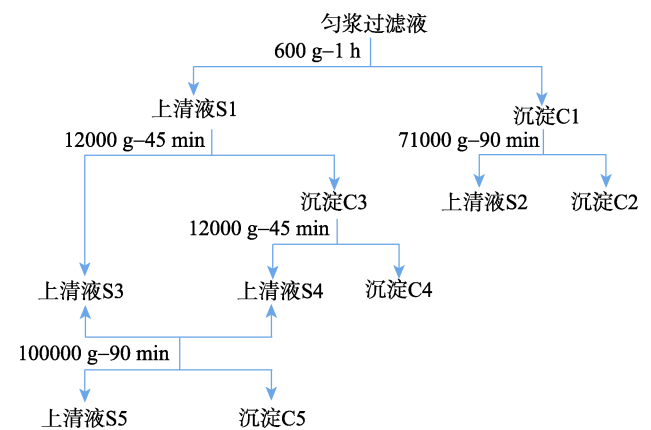 匀浆过滤液
600 g–1 h
上清液S1
沉淀C1
12000 g–45 min
71000 g–90 min
沉淀C3
上清液S2
沉淀C2
12000 g–45 min
上清液S3
上清液S4
沉淀C4
100000 g–90 min
上清液S5
沉淀C5